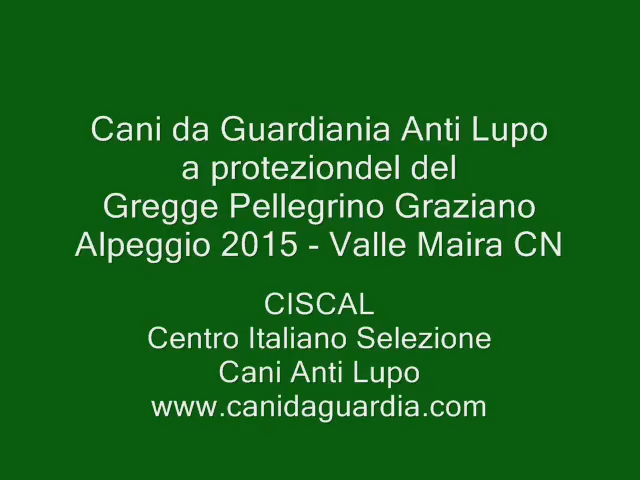 Cani da Guardiania Anti Lupo
a proteziondel del
Gregge Pellegrino Graziano
Alpeggio 2015 - Valle Maira CN
CISCAL
Centro Italiano Selezione
Cani Anti Lupo
www.canidaguardia.com